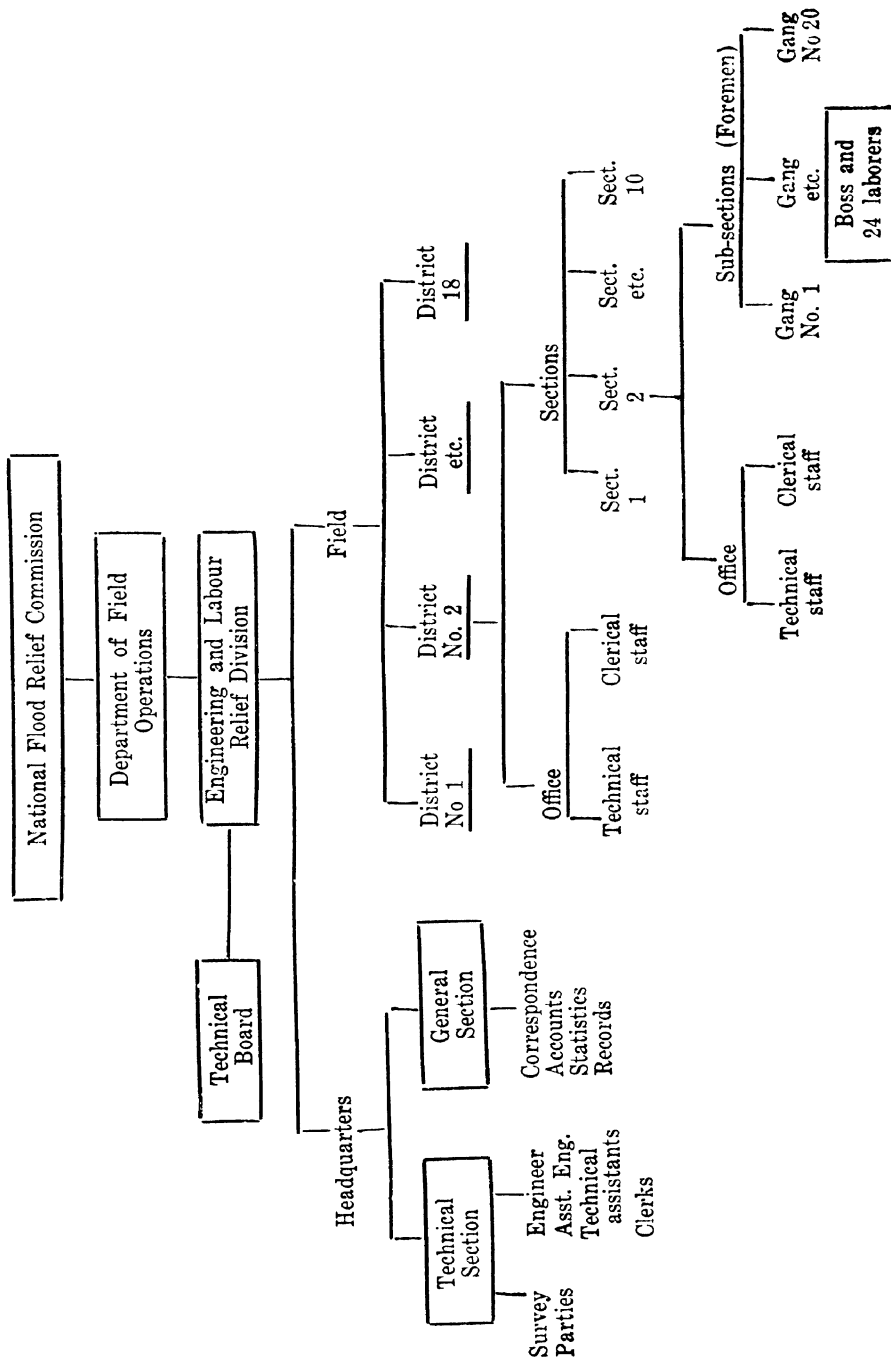 National Flood Relief Commission
Department of Field
Operations
Technical
Board
Engineering and Labour
Relief Division
Headquarters
Field
Technical
Section
General
Section
Survey
Parties
Engineer
Asst. Eng.
Technical
assistants
Clerks
Correspondence
Accounts
Statistics
Records
District
No 1
District
No. 2
District
etc.
District
18
Office
Technical
staff
Clerical
staff
Sections
Sect.
1
Sect.
2
Sect.
etc.
Sect.
10
Office
Technical
staff
Clerical
staff
Sub-sections (Foremen)
Gang
No. 1
Gang
etc.
Gang
No 20
Boss and
24 laborers